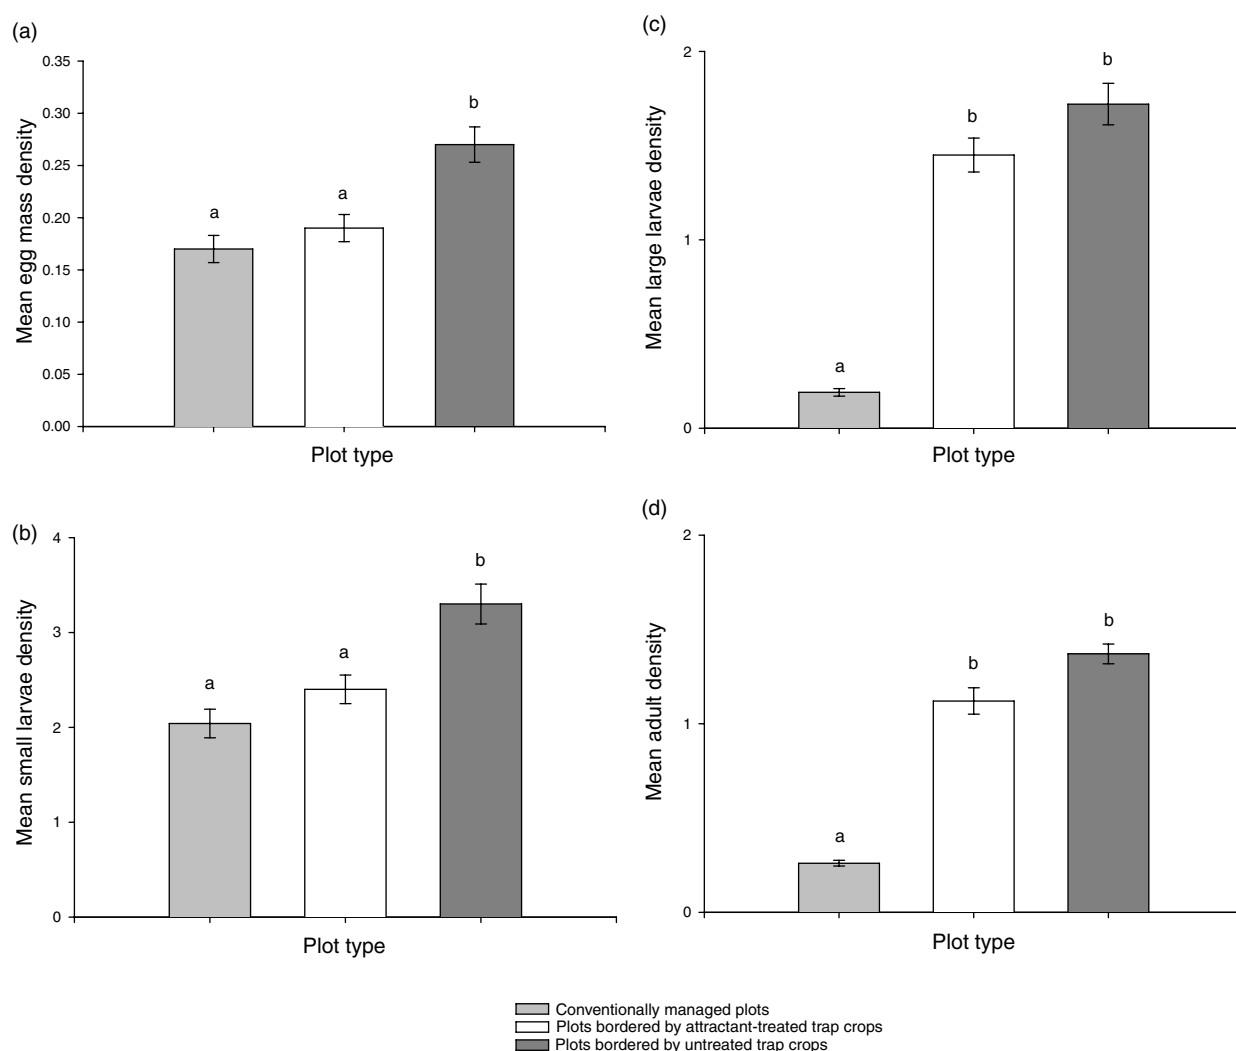 (a)
0.35
0.30
0.25
0.20
0.15
0.10
0.05
0.00
Mean egg mass density
a
a
b
Plot type
(b)
4
3
2
1
0
Mean small larvae density
a
a
b
Plot type
(c)
2
1
0
Mean large larvae density
a
b
b
Plot type
(d)
2
1
0
Mean adult density
a
b
b
Plot type
Conventionally managed plots
Plots bordered by attractant-treated trap crops
Plots bordered by untreated trap crops